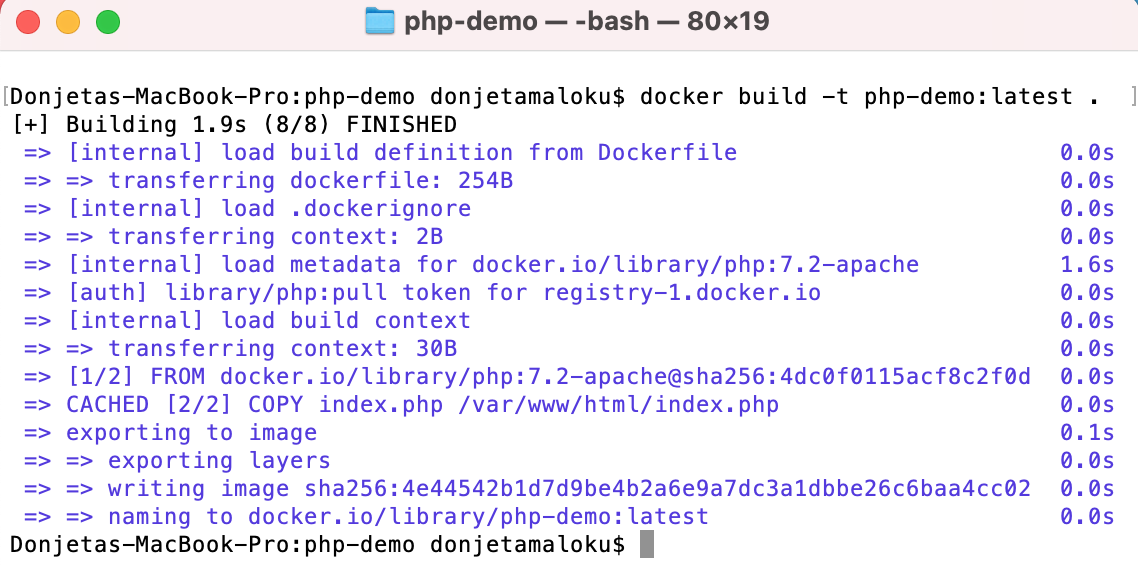 php-demo — -bash — 80×19
[Donjetas-MacBook-Pro:php-demo donjetamaloku$ docker build -t php-demo:latest . ]
[+] Building 1.9s (8/8) FINISHED
=> [internal] load build definition from Dockerfile 0.0s
=> => transferring dockerfile: 254B 0.0s
=> [internal] load .dockerignore 0.0s
=> => transferring context: 2B 0.0s
=> [internal] load metadata for docker.io/library/php:7.2-apache 1.6s
=> [auth] library/php:pull token for registry-1.docker.io 0.0s
=> [internal] load build context 0.0s
=> => transferring context: 30B 0.0s
=> [1/2] FROM docker.io/library/php:7.2-apache@sha256:4dc0f0115acf8c2f0d 0.0s
=> CACHED [2/2] COPY index.php /var/www/html/index.php 0.0s
=> exporting to image 0.1s
=> => exporting layers 0.0s
=> => writing image sha256:4e44542b1d7d9be4b2a6e9a7dc3a1dbbe26c6baa4cc02 0.0s
=> => naming to docker.io/library/php-demo:latest 0.0s
Donjetas-MacBook-Pro:php-demo donjetamaloku$